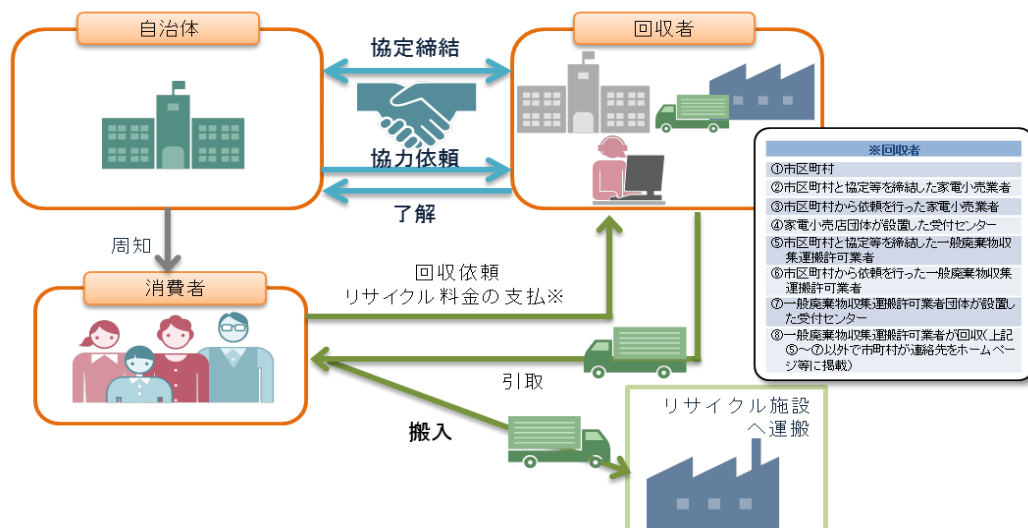 自治体
回収者
協定締結
協力依頼
了解
※回収者
①市区町村
②市区町村と協定等を締結した家電小売業者
③市区町村から依頼を行った家電小売業者
④家電小売店団体が設置した受付センター
⑤市区町村と協定等を締結した一般廃棄物収
集運搬許可業者
⑥市区町村から依頼を行った一般廃棄物収集
運搬許可業者
⑦一般廃棄物収集運搬許可業者団体が設置し
た受付センター
⑧一般廃棄物収集運搬許可業者が回収(上記
⑤～⑦以外で市町村が連絡先をホームペー
ジ等に掲載)
周知
消費者
回収依頼
リサイクル料金の支払※
引取
搬入
リサイクル施設
へ運搬